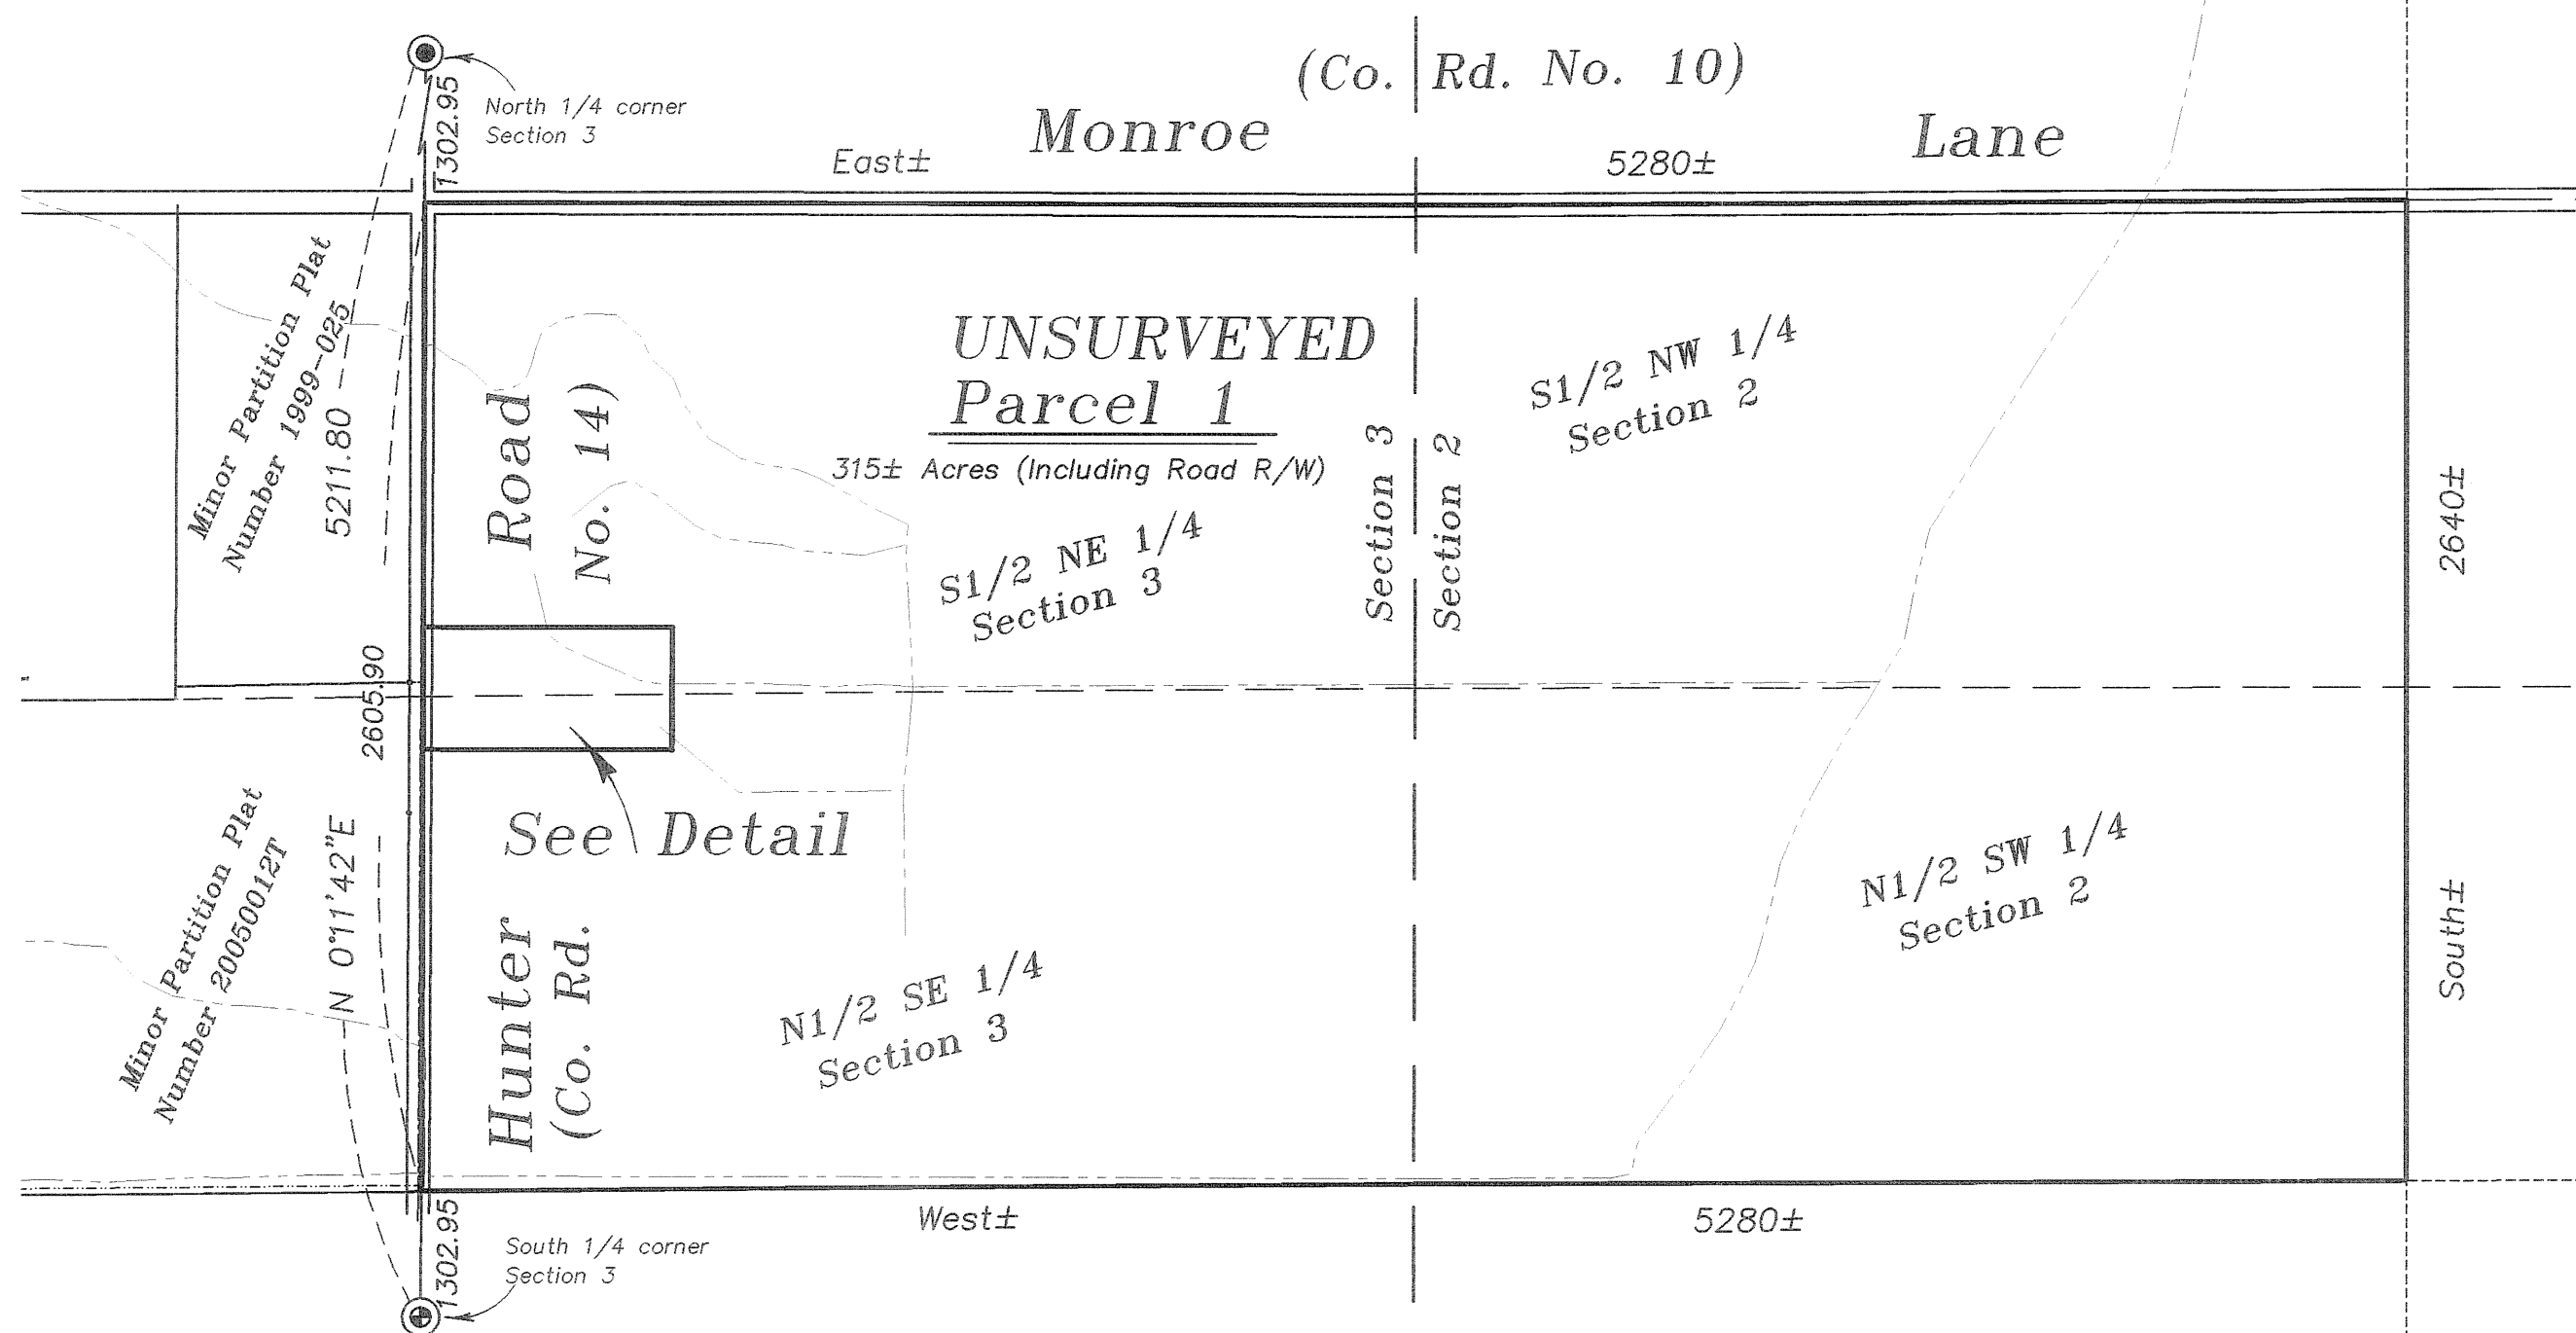 (Co. Rd. No. 10)
Monroe Lane
East± 5280±
1302.95
North 1/4 corner
Section 3
Minor Partition Plat
Number 1999-025
5211.80
Road
No. 14)
UNSURVEYED
Parcel 1
315± Acres (Including Road R/W)
S1/2 NE 1/4
Section 3
Section 3
Section 2
S1/2 NW 1/4
Section 2
2640±
2605.90
See Detail
Minor Partition Plat
Number 20050012T
N 0°11'42"E
Hunter
(Co. Rd.
N1/2 SE 1/4
Section 3
N1/2 SW 1/4
Section 2
South±
West± 5280±
1302.95
South 1/4 corner
Section 3